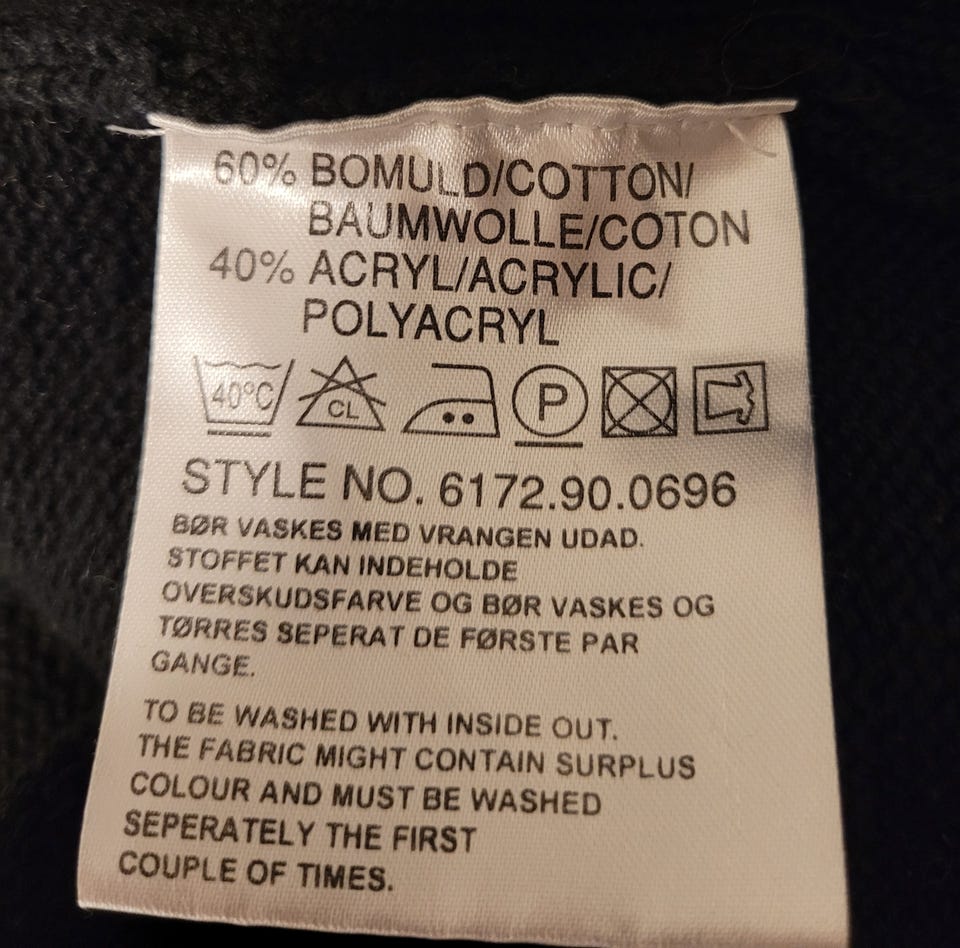 60% BOMULD/COTTON/
BAUMWOLLE/COTON
40% ACRYL/ACRYLIC/
POLYACRYL
40°C CL P
STYLE NO. 6172.90.0696
BØR VASKES MED VRANGEN UDAD.
STOFFET KAN INDEHOLDE
OVERSKUDSFARVE OG BØR VASKES OG
TØRRES SEPERAT DE FØRSTE PAR
GANGE.
TO BE WASHED WITH INSIDE OUT.
THE FABRIC MIGHT CONTAIN SURPLUS
COLOUR AND MUST BE WASHED
SEPERATELY THE FIRST
COUPLE OF TIMES.